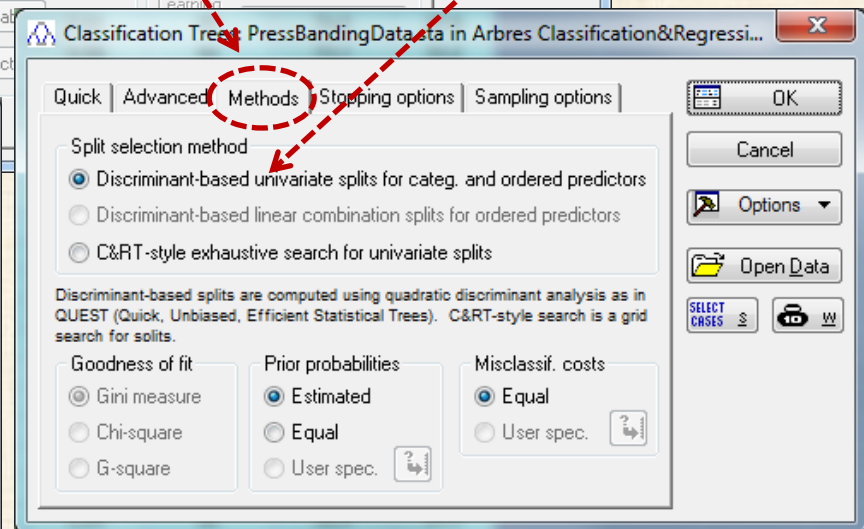 earning
Classification Trees: PressBandingData.sta in Arbres Classification&Regressi...
Quick Advanced Methods Stopping options Sampling options
OK
Cancel
Options
Open Data
SELECT CASES S
W
Split selection method
Discriminant-based univariate splits for categ. and ordered predictors
Discriminant-based linear combination splits for ordered predictors
C&RT-style exhaustive search for univariate splits
Discriminant-based splits are computed using quadratic discriminant analysis as in
QUEST (Quick, Unbiased, Efficient Statistical Trees). C&RT-style search is a grid
search for splits.
Goodness of fit
Gini measure
Chi-square
G-square
Prior probabilities
Estimated
Equal
User spec.
Misclassif. costs
Equal
User spec.